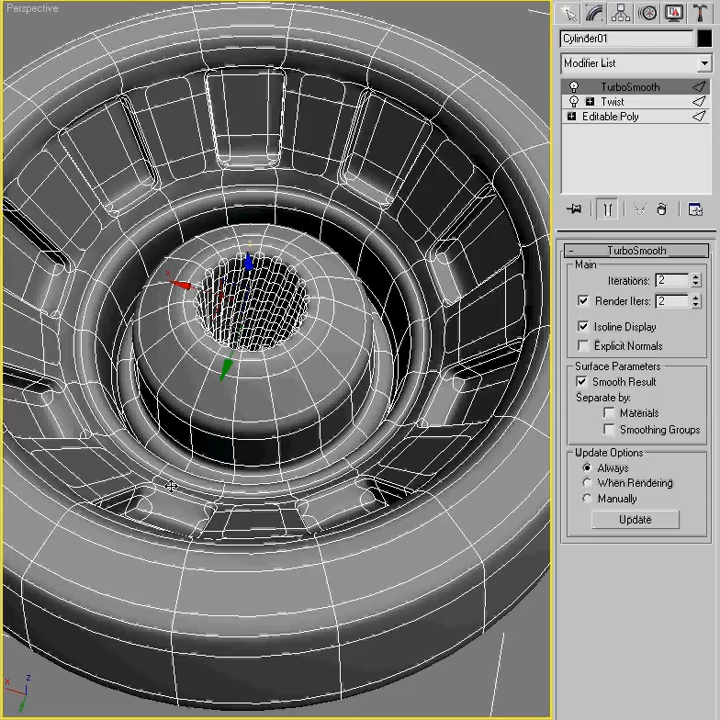 Perspective
Cylinder01
Modifier List
TurboSmooth
Twist
Editable Poly
TurboSmooth
Main
Iterations: 2
Render Iters: 2
Isoline Display
Explicit Normals
Surface Parameters
Smooth Result
Separate by:
Materials
Smoothing Groups
Update Options
Always
When Rendering
Manually
Update
x
z
x
z